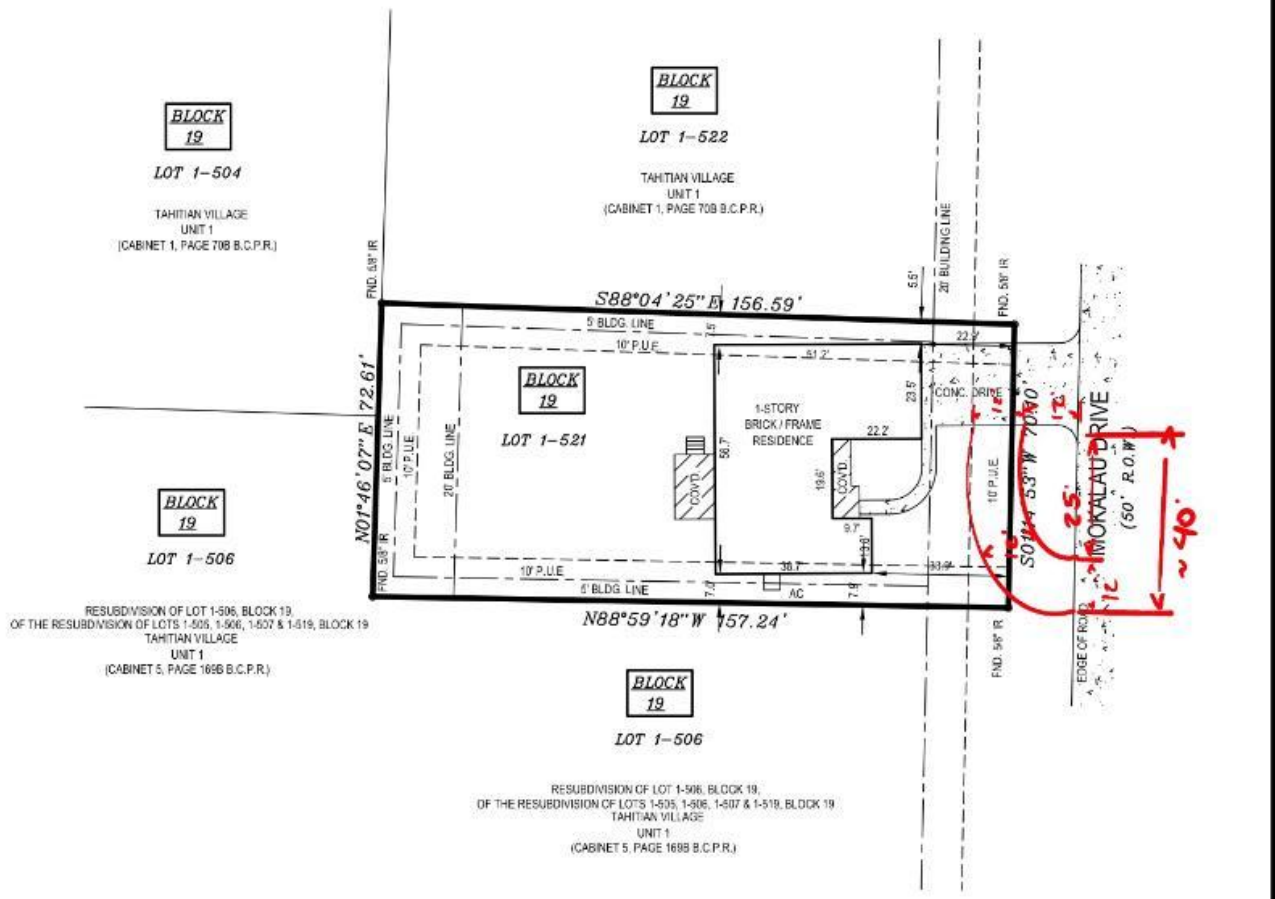 BLOCK
19
LOT 1-504
TAHITIAN VILLAGE
UNIT 1
(CABINET 1, PAGE 70B B.C.P.R.)
BLOCK
19
LOT 1-522
TAHITIAN VILLAGE
UNIT 1
(CABINET 1, PAGE 70B B.C.P.R.)
20' BUILDING LINE
FND. 5/8" IR
FND. 5/8" IR
5.5'
S88°04'25"E 156.59'
5' BLDG. LINE
10' P.U.E.
61.2'
22.9'
N01°46'07"E 72.61'
5' BLDG. LINE
10' P.U.E.
20' BLDG. LINE
BLOCK
19
LOT 1-521
1-STORY
BRICK / FRAME
RESIDENCE
56.7'
23.5'
22.2'
CONC. DRIVE
COV'D.
19.6'
COV'D.
9.7'
13.6'
38.7'
33.9'
10' P.U.E.
12'
12'
12'
25'
12'
~40'
MOKALAU DRIVE
(50' R.O.W.)
EDGE OF ROAD
BLOCK
19
LOT 1-506
FND. 5/8" IR
10' P.U.E.
5' BLDG. LINE
7.0'
AC
7.9'
N88°59'18"W 157.24'
FND. 5/8" IR
RESUBDIVISION OF LOT 1-506, BLOCK 19,
OF THE RESUBDIVISION OF LOTS 1-505, 1-506, 1-507 & 1-519, BLOCK 19
TAHITIAN VILLAGE
UNIT 1
(CABINET 5, PAGE 169B B.C.P.R.)
BLOCK
19
LOT 1-506
RESUBDIVISION OF LOT 1-506, BLOCK 19,
OF THE RESUBDIVISION OF LOTS 1-505, 1-506, 1-507 & 1-519, BLOCK 19
TAHITIAN VILLAGE
UNIT 1
(CABINET 5, PAGE 169B B.C.P.R.)